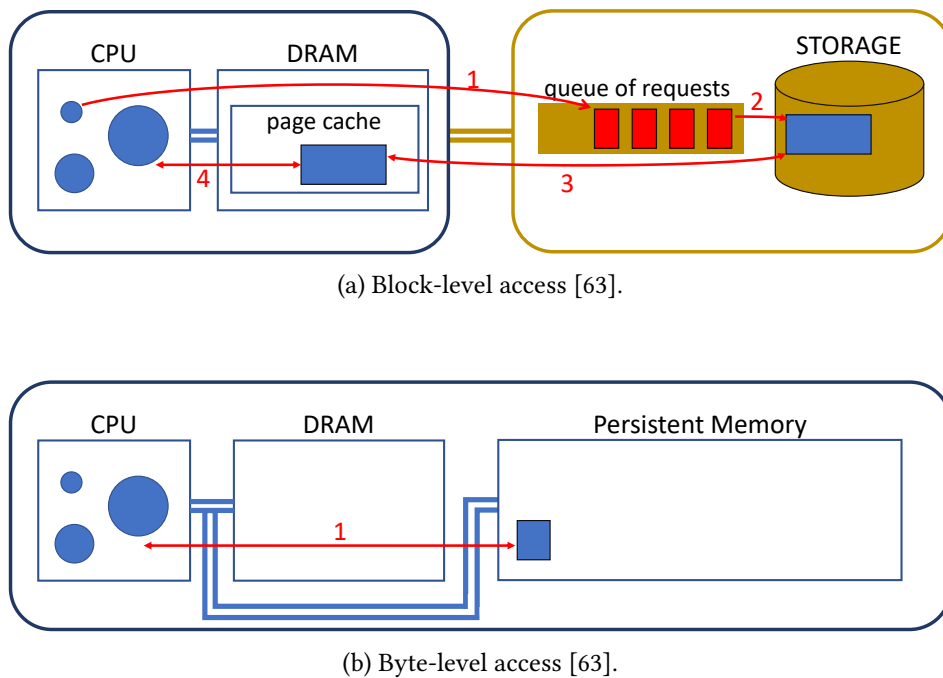 CPU
DRAM
STORAGE
1
queue of requests
2
page cache
4
3
(a) Block-level access [63].
CPU
DRAM
Persistent Memory
1
(b) Byte-level access [63].